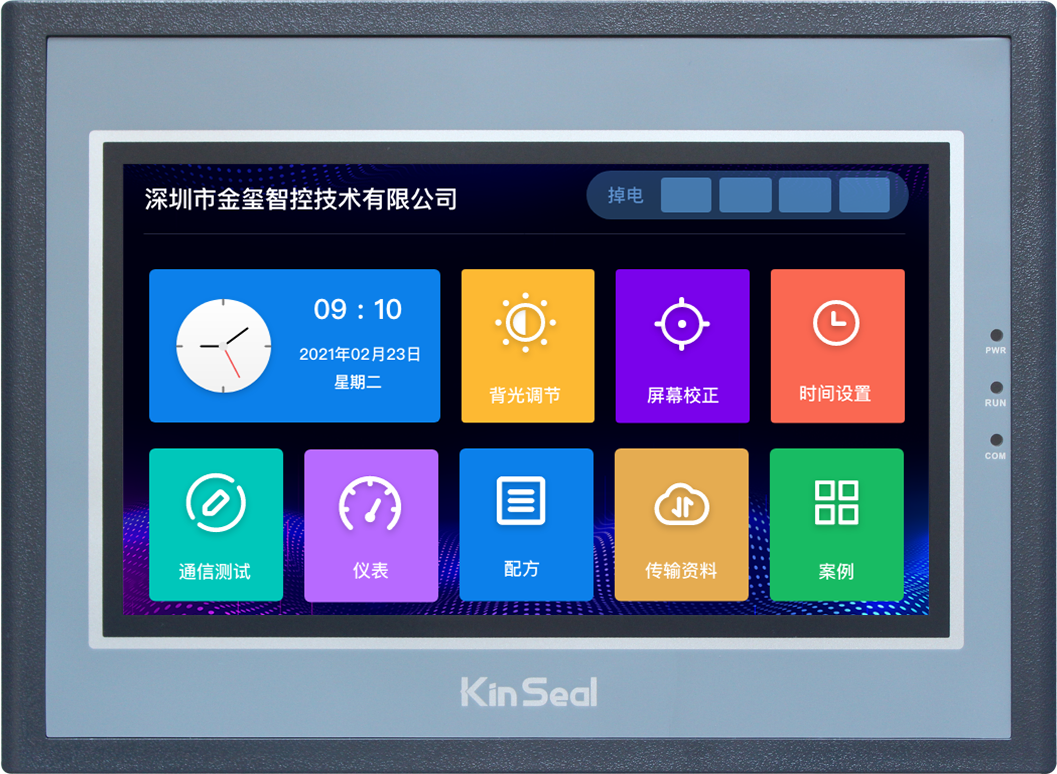 深圳市金玺智控技术有限公司
掉电
09 : 10
2021年02月23日
星期二
背光调节
屏幕校正
时间设置
PWR
RUN
COM
通信测试
仪表
配方
传输资料
案例
KinSeal